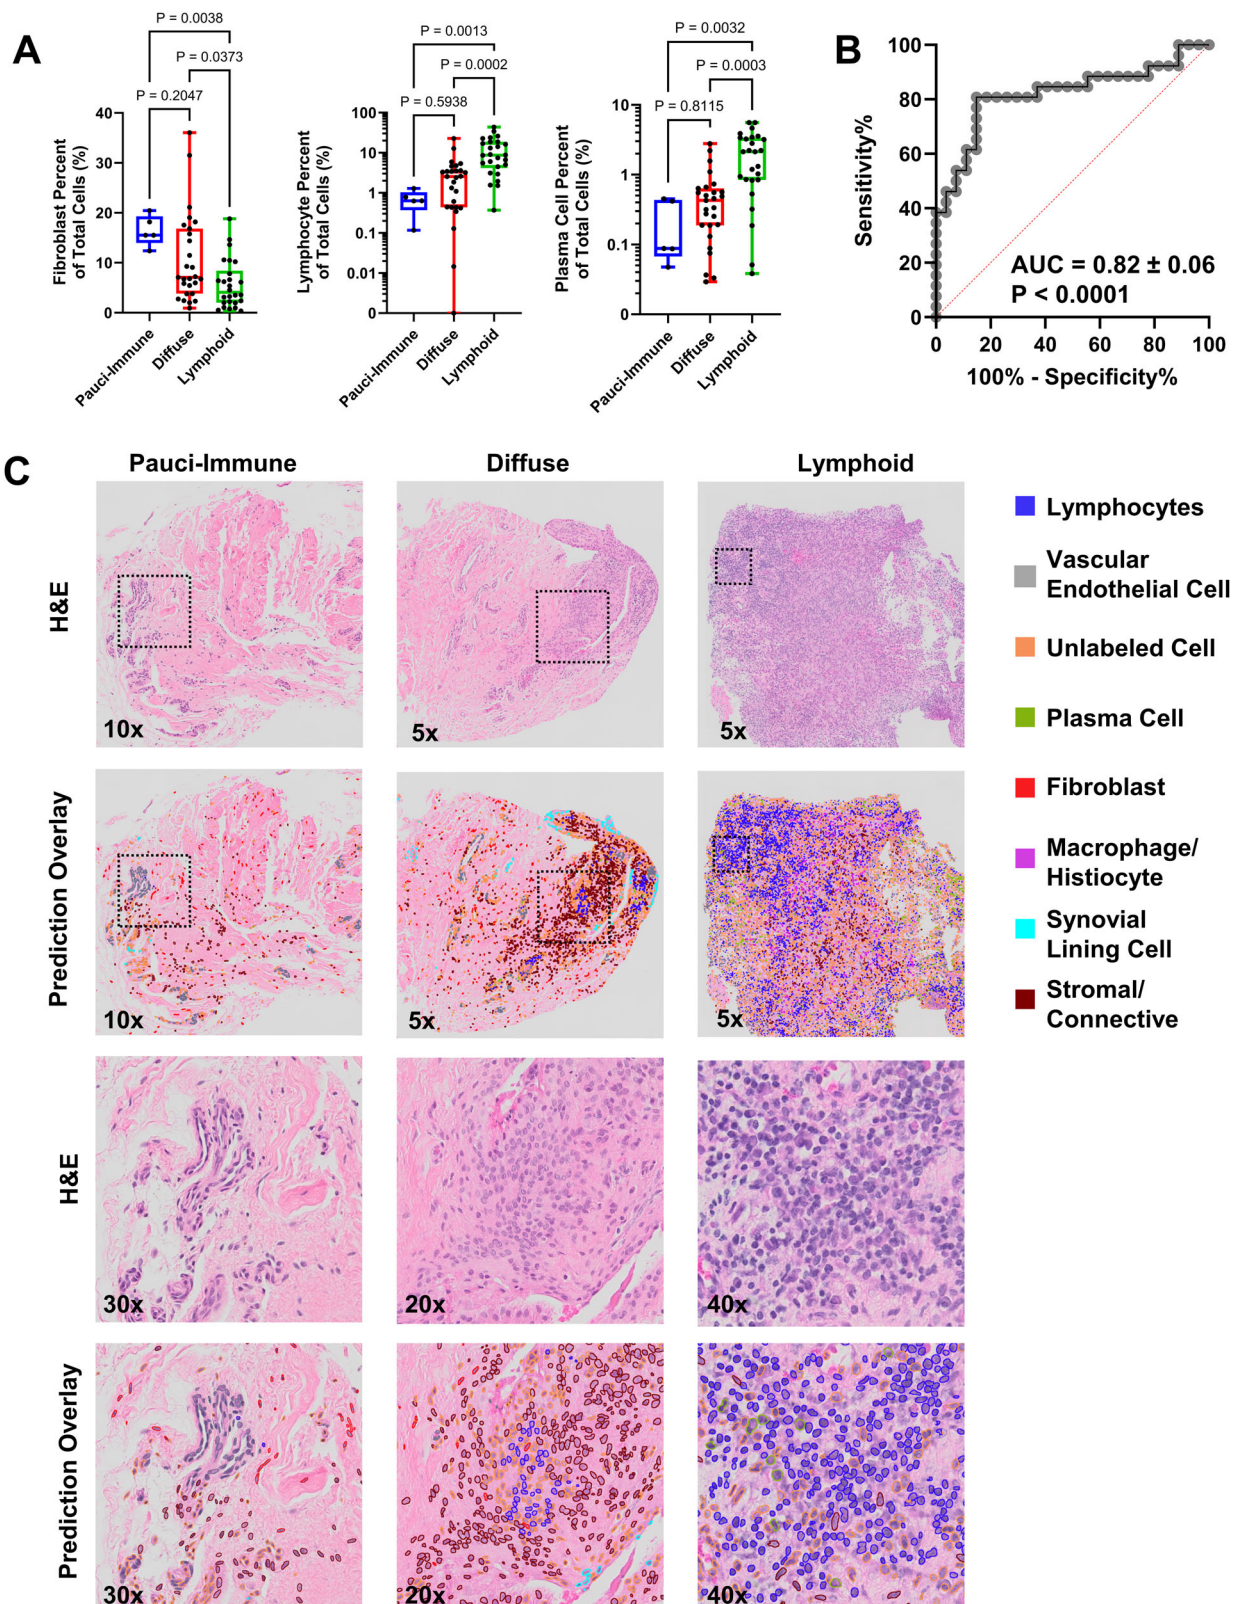 A
P = 0.0038
P = 0.0373
P = 0.2047
Fibroblast Percent
of Total Cells (%)
40
30
20
10
0
Pauci-Immune
Diffuse
Lymphoid
P = 0.0013
P = 0.0002
P = 0.5938
Lymphocyte Percent
of Total Cells (%)
100
10
1
0.1
0.01
0
Pauci-Immune
Diffuse
Lymphoid
P = 0.0032
P = 0.0003
P = 0.8115
Plasma Cell Percent
of Total Cells (%)
10
1
0.1
0
Pauci-Immune
Diffuse
Lymphoid
B
Sensitivity%
100
80
60
40
20
0
AUC = 0.82 ± 0.06
P < 0.0001
0 20 40 60 80 100
100% - Specificity%
C
Pauci-Immune
Diffuse
Lymphoid
H&E
10x
5x
5x
Prediction Overlay
10x
5x
5x
H&E
30x
20x
40x
Prediction Overlay
30x
20x
40x
Lymphocytes
Vascular
Endothelial Cell
Unlabeled Cell
Plasma Cell
Fibroblast
Macrophage/
Histiocyte
Synovial
Lining Cell
Stromal/
Connective